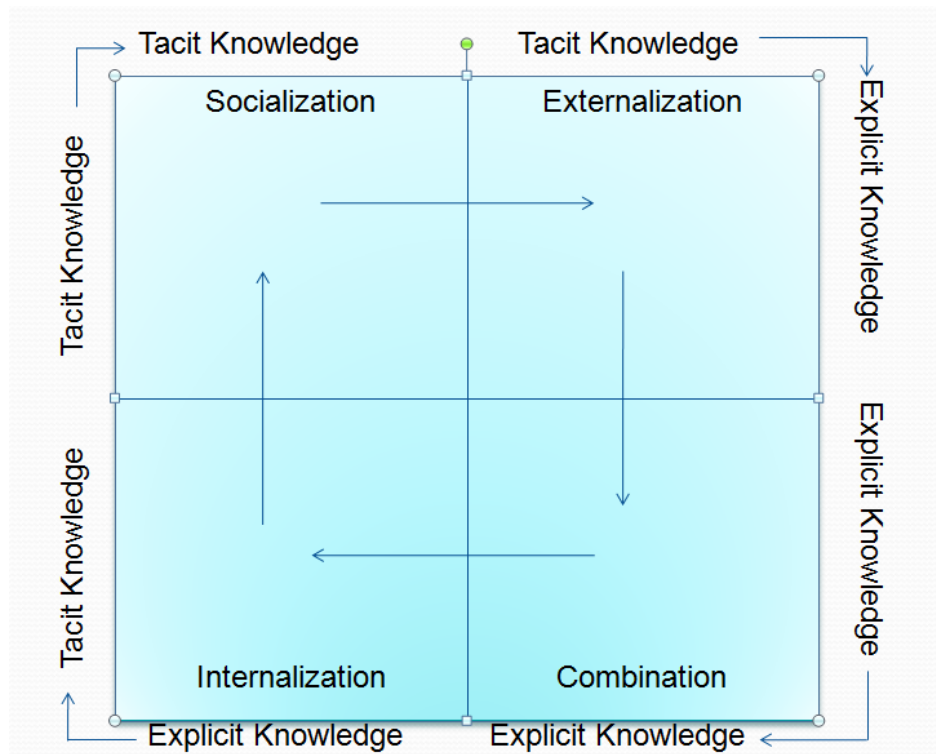 Tacit Knowledge
Tacit Knowledge
Socialization
Externalization
Tacit Knowledge
Explicit Knowledge
Tacit Knowledge
Explicit Knowledge
Internalization
Combination
Explicit Knowledge
Explicit Knowledge